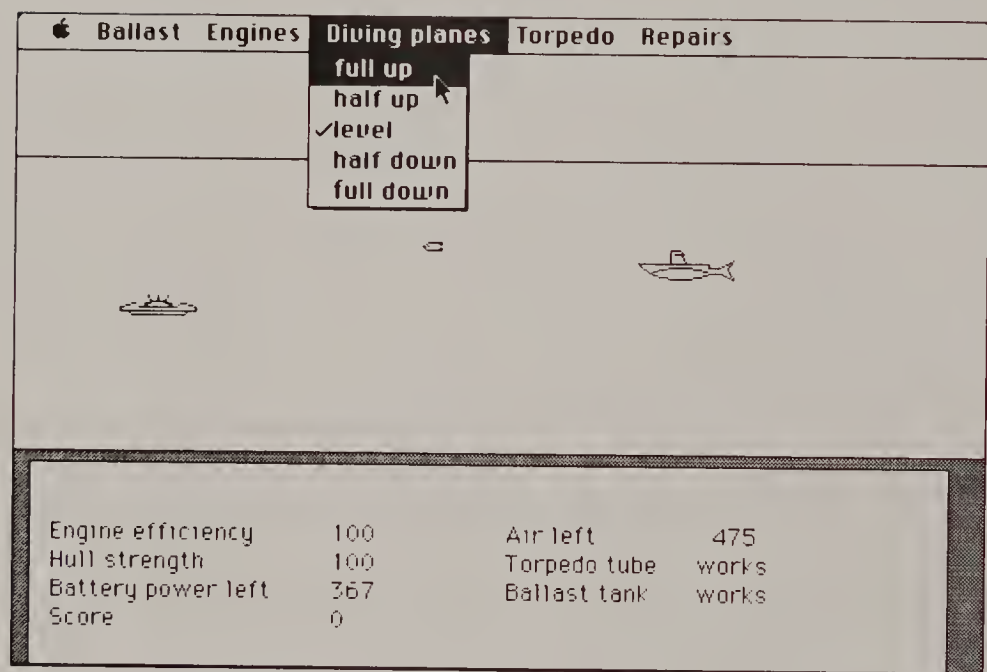 Ballast Engines Diving planes Torpedo Repairs
full up
half up
✓level
half down
full down
Engine efficiency 100 Air left 475
Hull strength 100 Torpedo tube works
Battery power left 367 Ballast tank works
Score 0